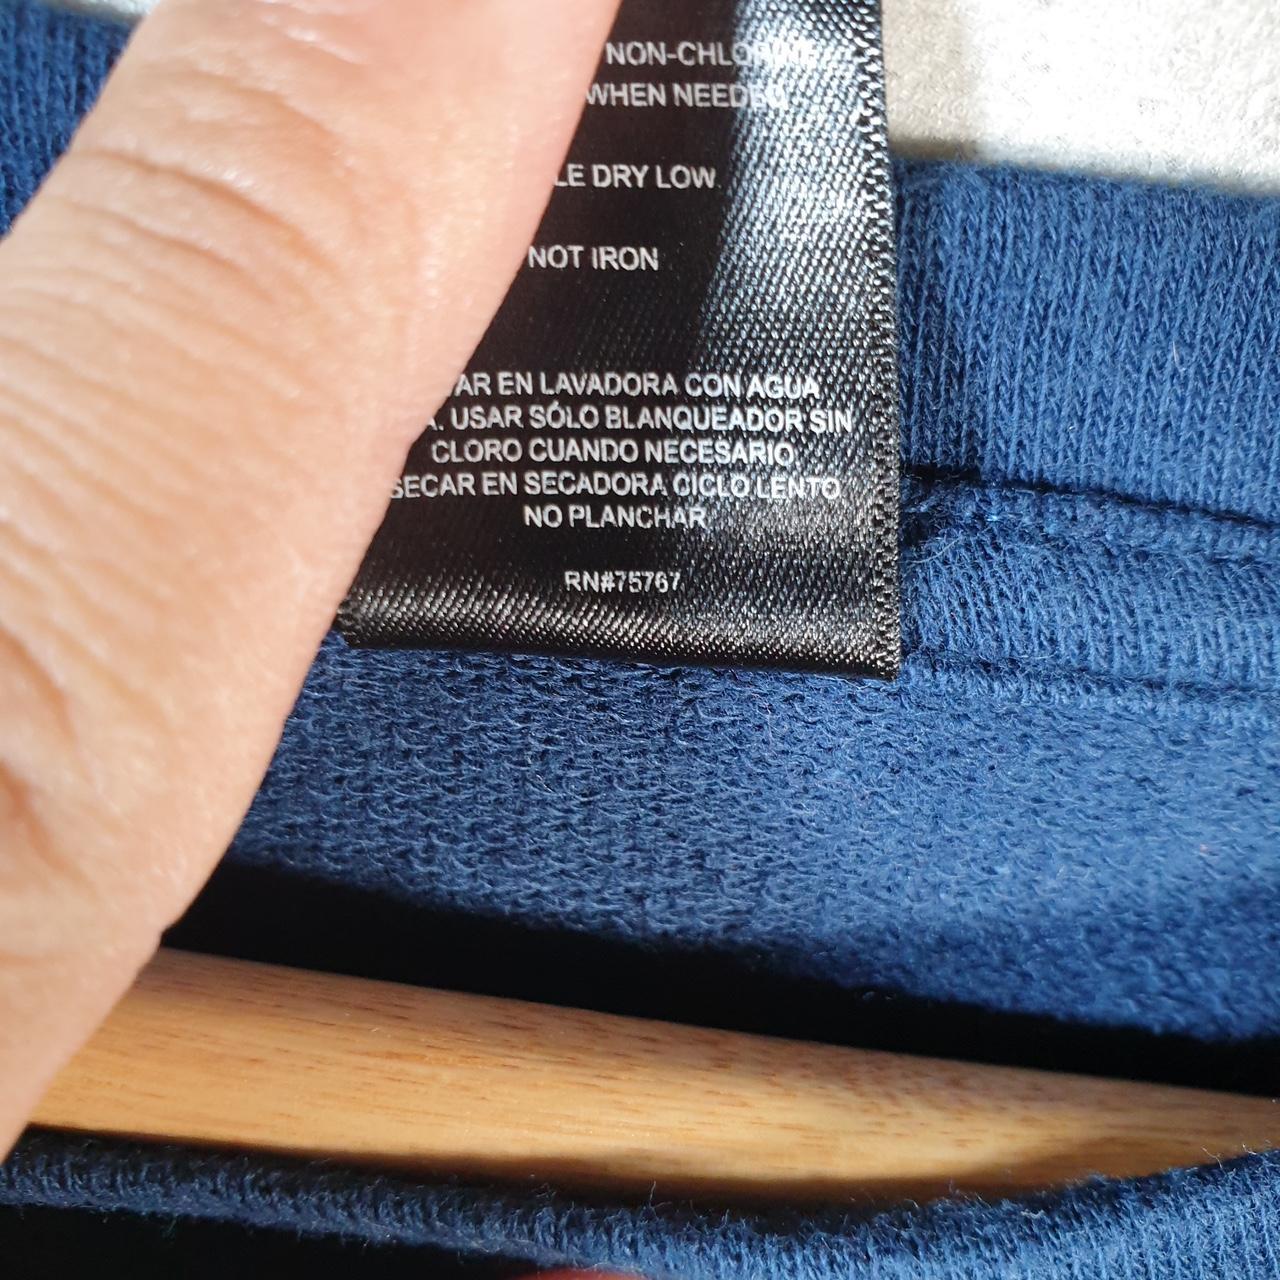 NON-CHLORINE
WHEN NEEDED
LE DRY LOW.
NOT IRON
AR EN LAVADORA CON AGUA
A. USAR SÓLO BLANQUEADOR SIN
CLORO CUANDO NECESARIO
SECAR EN SECADORA CICLO LENTO
NO PLANCHAR
RN#75767